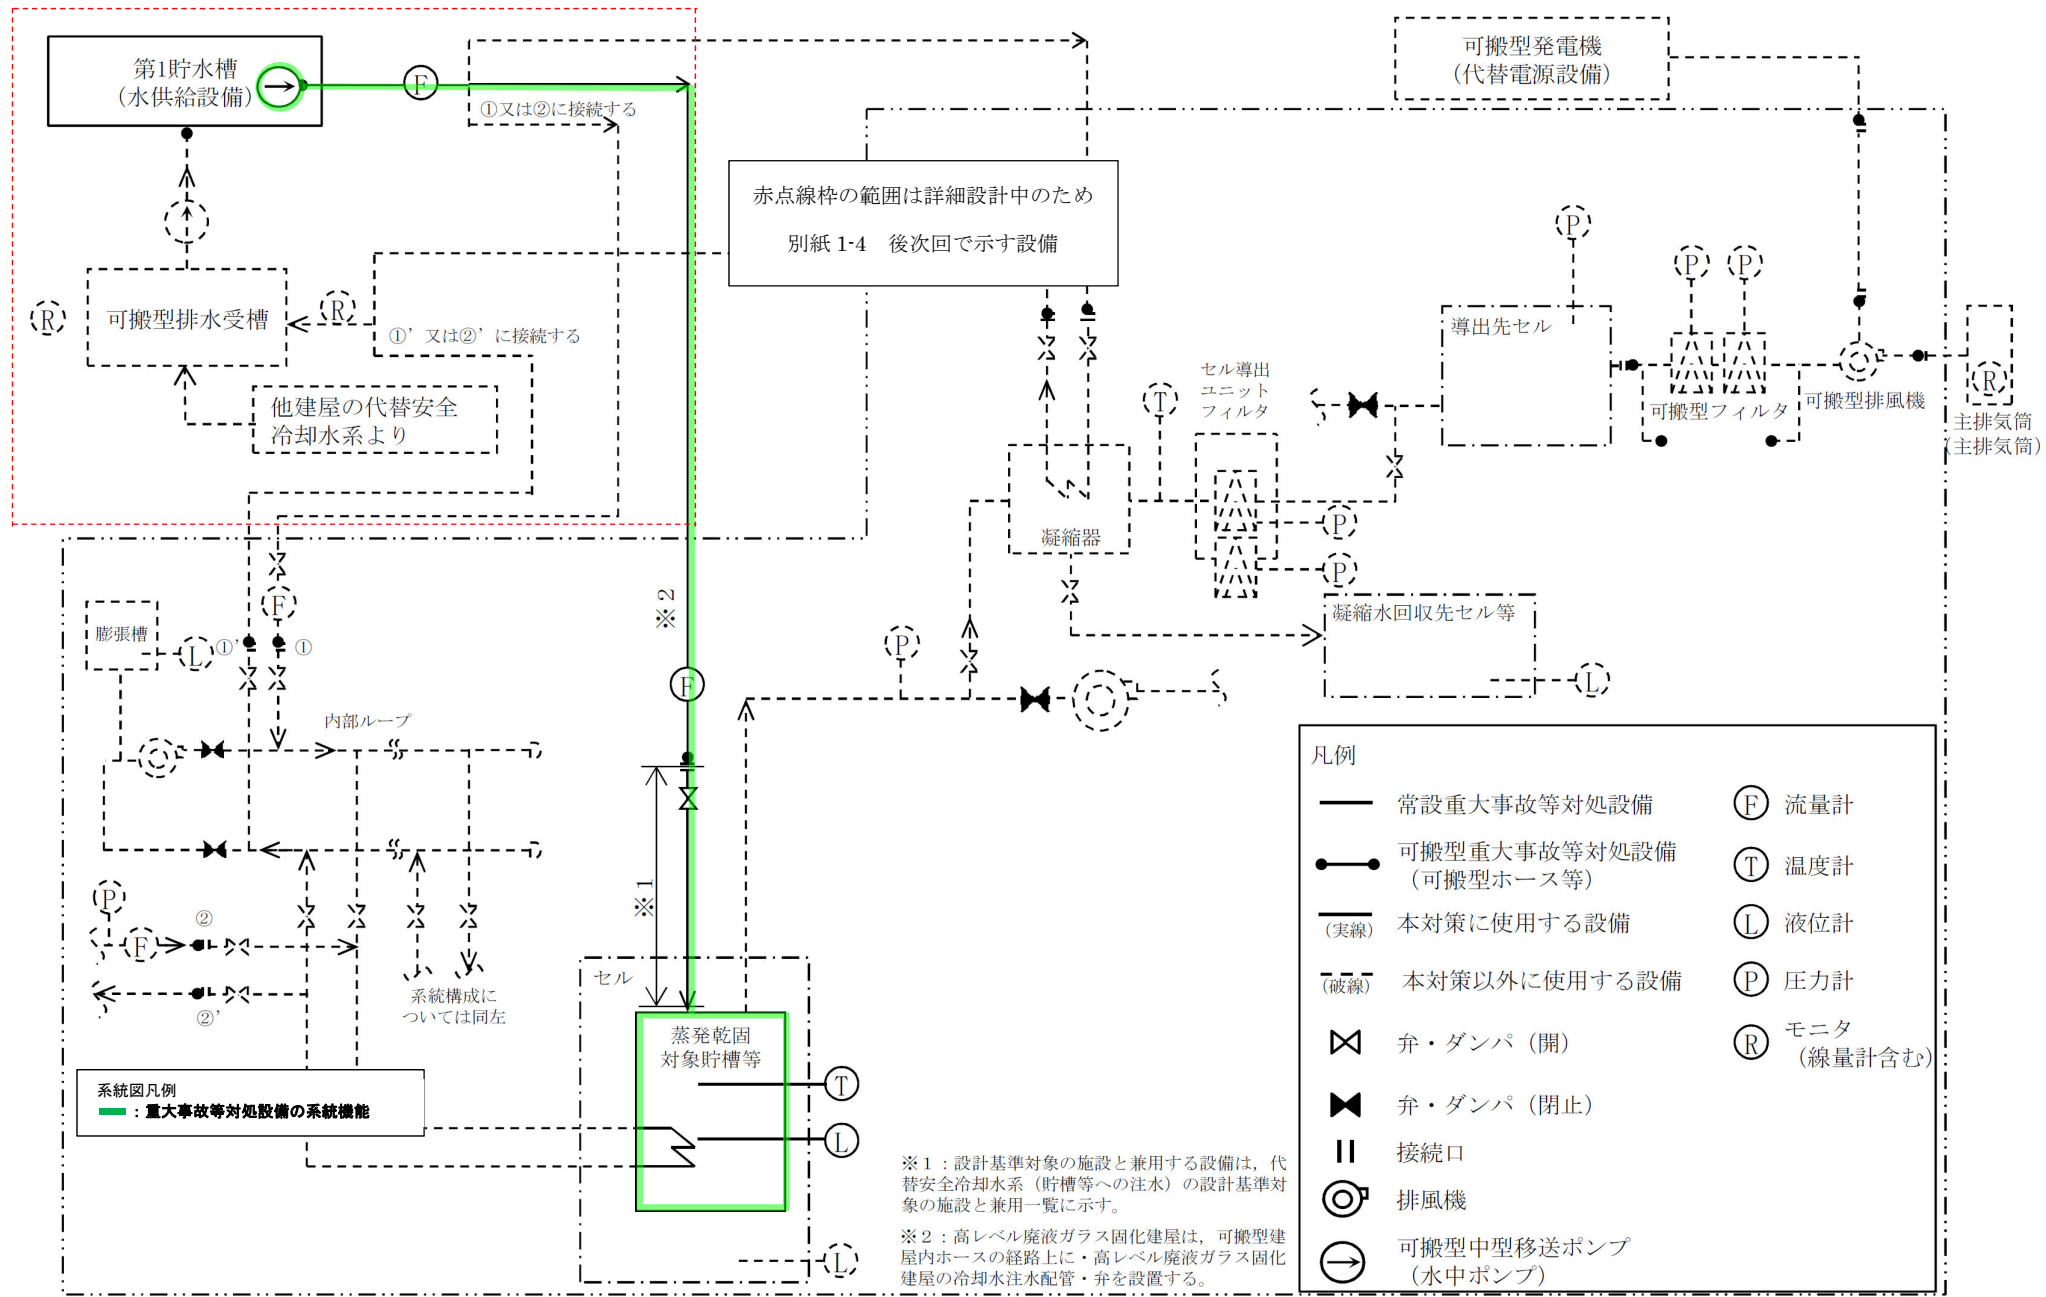 第1貯水槽
（水供給設備）
F
①又は②に接続する
可搬型発電機
（代替電源設備）
赤点線枠の範囲は詳細設計中のため
別紙 1-4　後次回で示す設備
R
可搬型排水受槽
R
①’又は②’に接続する
他建屋の代替安全
冷却水系より
P
P
P
導出先セル
セル導出
ユニット
フィルタ
T
可搬型フィルタ
可搬型排風機
R
主排気筒
（主排気筒）
凝縮器
P
P
凝縮水回収先セル等
L
※2
F
膨張槽
L
①’
①
F
P
F
内部ループ
※1
P
F
②
②’
系統構成に
ついては同左
セル
蒸発乾固
対象貯槽等
T
L
L
系統図凡例
：重大事故等対処設備の系統機能
※１：設計基準対象の施設と兼用する設備は，代
替安全冷却水系（貯槽等への注水）の設計基準対
象の施設と兼用一覧に示す。
※２：高レベル廃液ガラス固化建屋は，可搬型建
屋内ホースの経路上に・高レベル廃液ガラス固化
建屋の冷却水注水配管・弁を設置する。
凡例
常設重大事故等対処設備
F 流量計
可搬型重大事故等対処設備
（可搬型ホース等）
T 温度計
（実線） 本対策に使用する設備
L 液位計
（破線） 本対策以外に使用する設備
P 圧力計
弁・ダンパ（開）
R モニタ
（線量計含む）
弁・ダンパ（閉止）
接続口
排風機
可搬型中型移送ポンプ
（水中ポンプ）